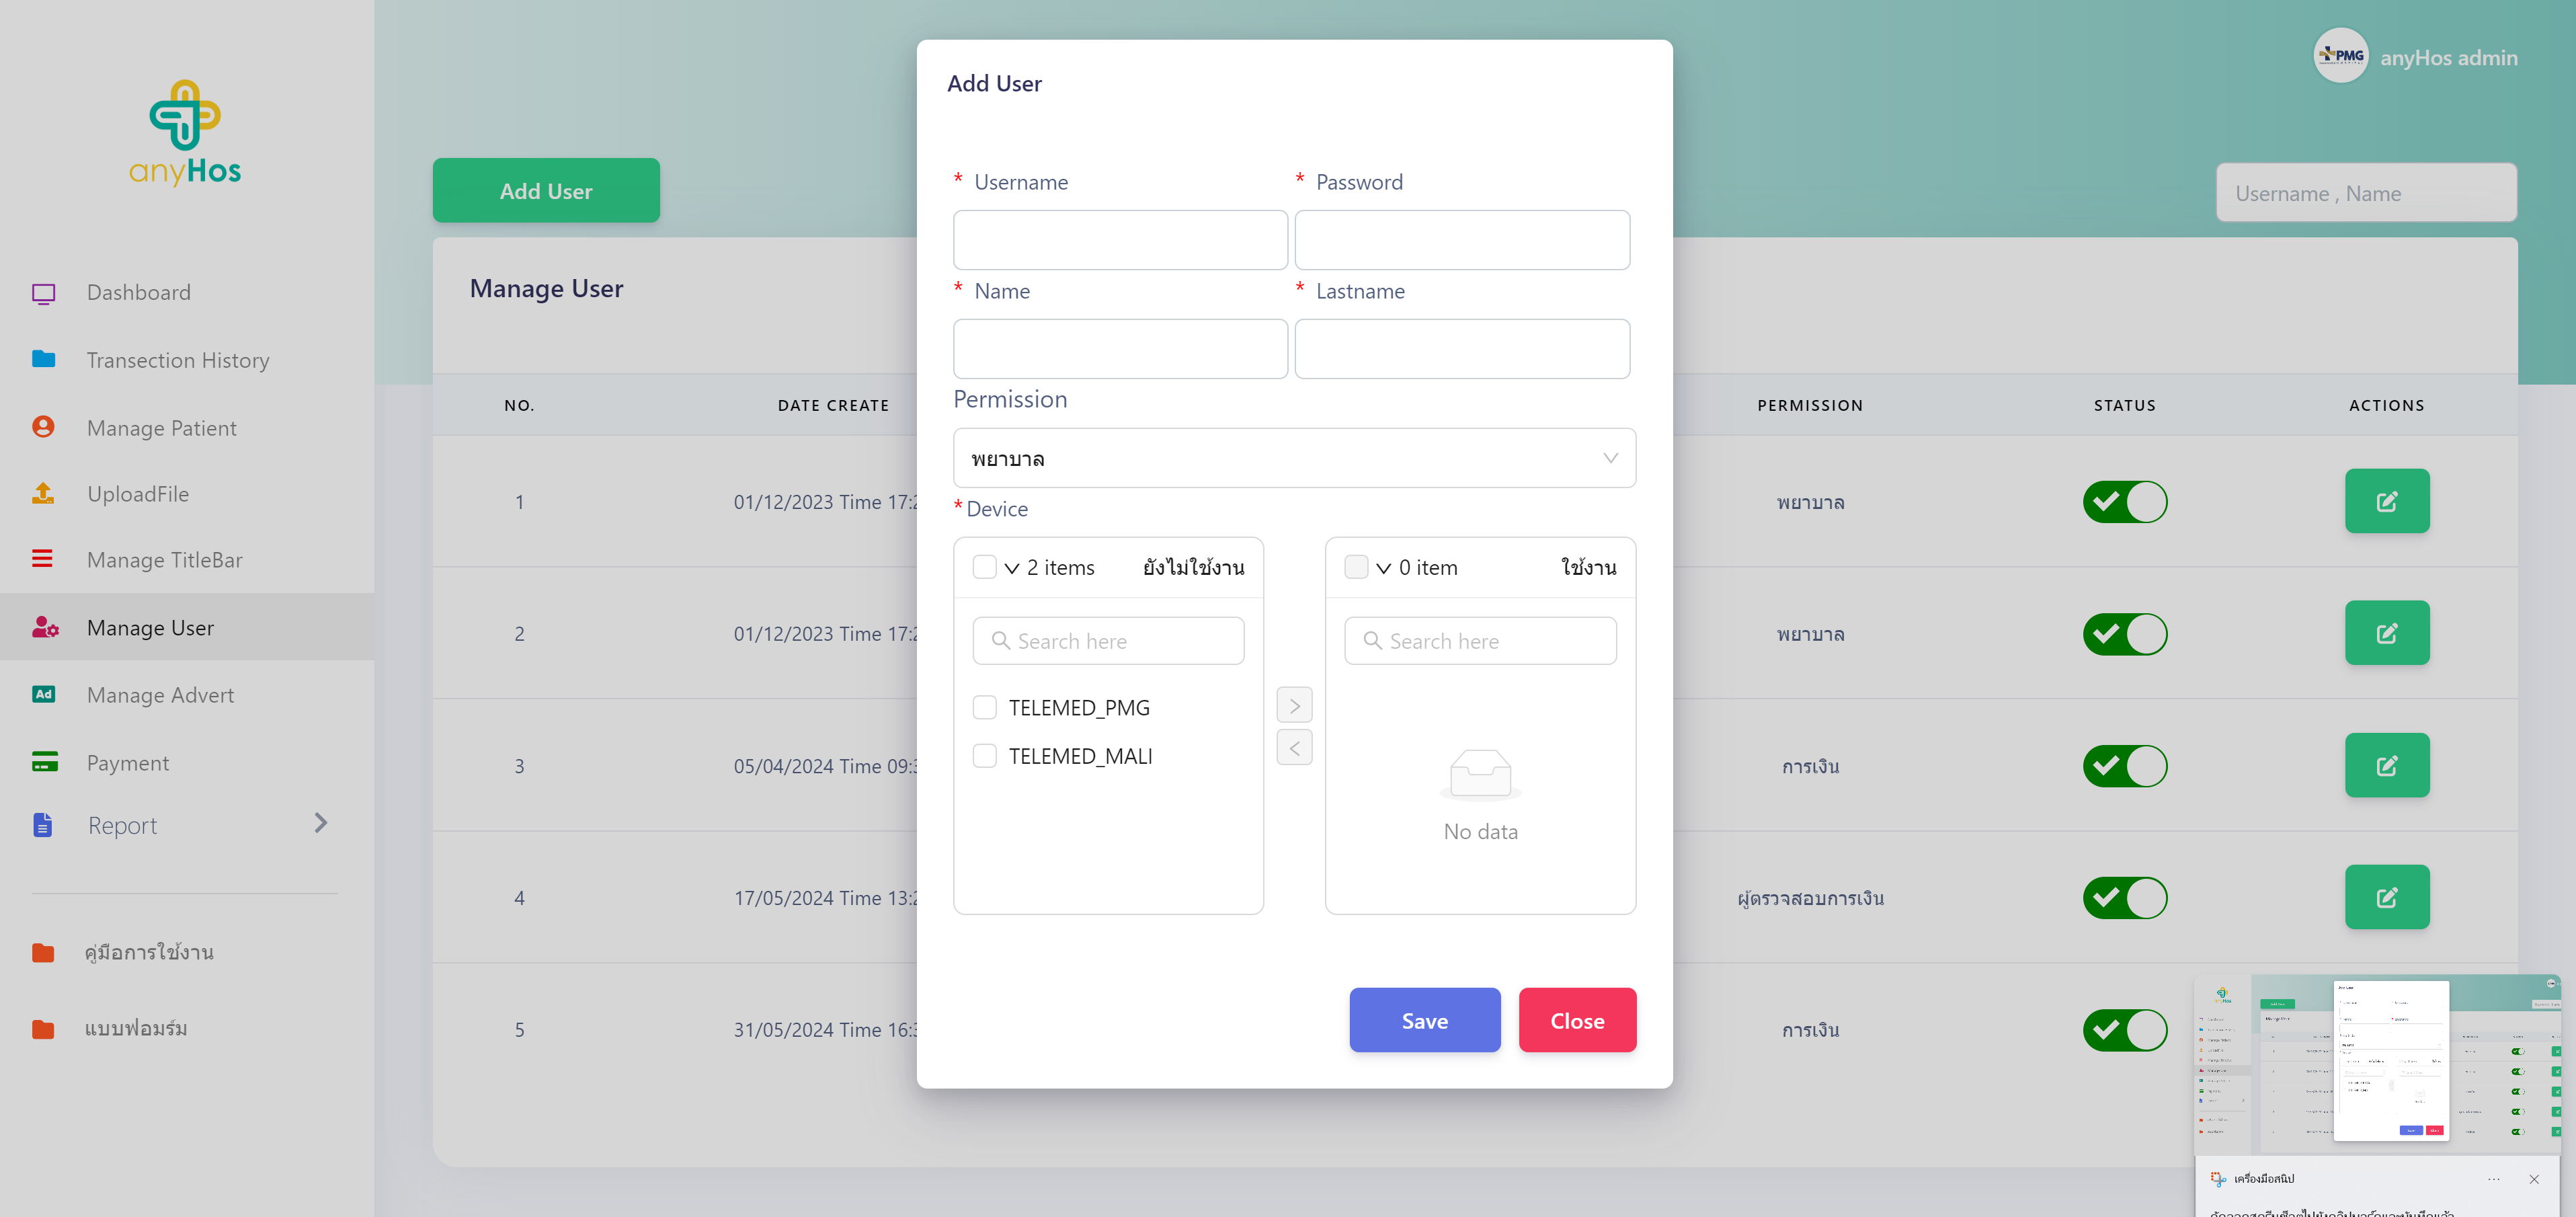 anyHos
Dashboard
Transection History
Manage Patient
UploadFile
Manage TitleBar
Manage User
Ad Manage Advert
Payment
Report
คู่มือการใช้งาน
แบบฟอมร์ม
PMG
anyHos admin
Add User
Username , Name
Manage User
NO. DATE CREATE PERMISSION STATUS ACTIONS
1 01/12/2023 Time 17:2 พยาบาล
2 01/12/2023 Time 17:2 พยาบาล
3 05/04/2024 Time 09:3 การเงิน
4 17/05/2024 Time 13:2 ผู้ตรวจสอบการเงิน
5 31/05/2024 Time 16:3 การเงิน
Add User
* Username * Password
* Name * Lastname
Permission
พยาบาล
* Device
2 items ยังไม่ใช้งาน
Search here
TELEMED_PMG
TELEMED_MALI
0 item ใช้งาน
Search here
No data
Save Close
เครื่องมือสนิป